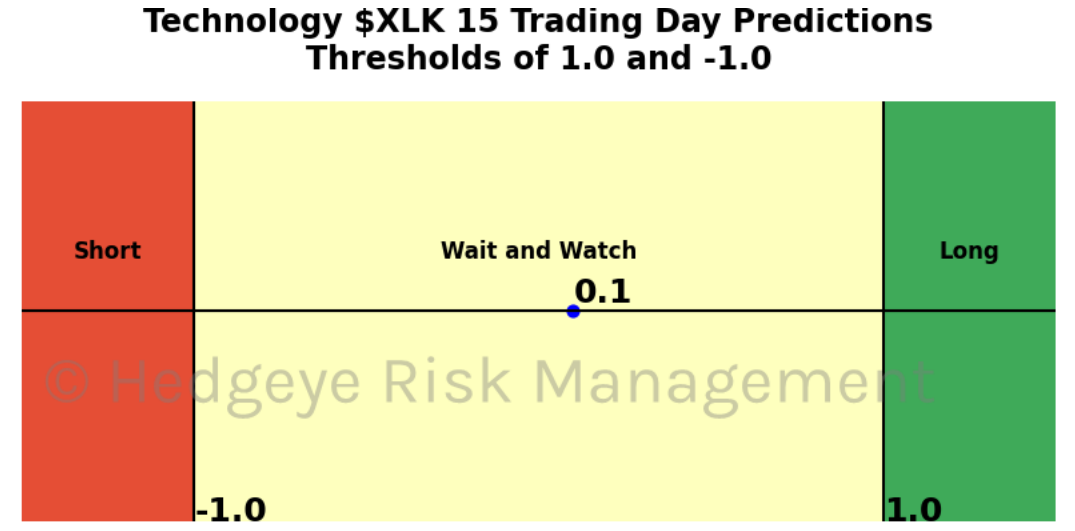 Technology $XLK 15 Trading Day Predictions
Thresholds of 1.0 and -1.0
Short Wait and Watch Long
0.1
© Hedgeye Risk Management
-1.0 1.0